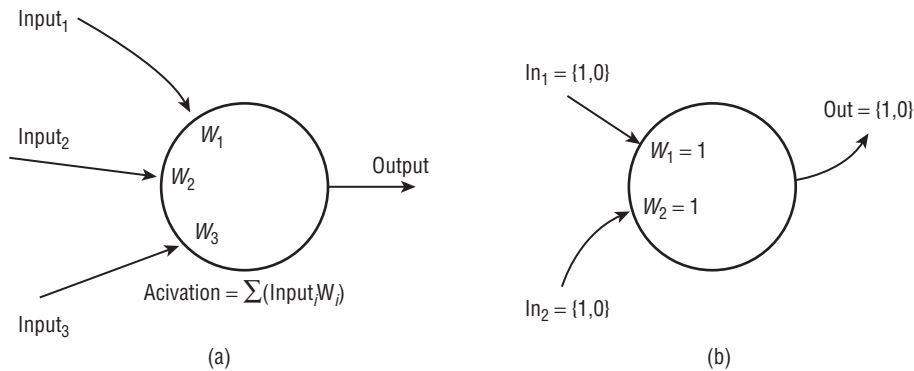 Input₁
Input₂
Input₃
W₁
W₂
W₃
Output
Acivation = ∑(InputᵢWᵢ)
(a)
In₁ = {1,0}
In₂ = {1,0}
W₁ = 1
W₂ = 1
Out = {1,0}
(b)